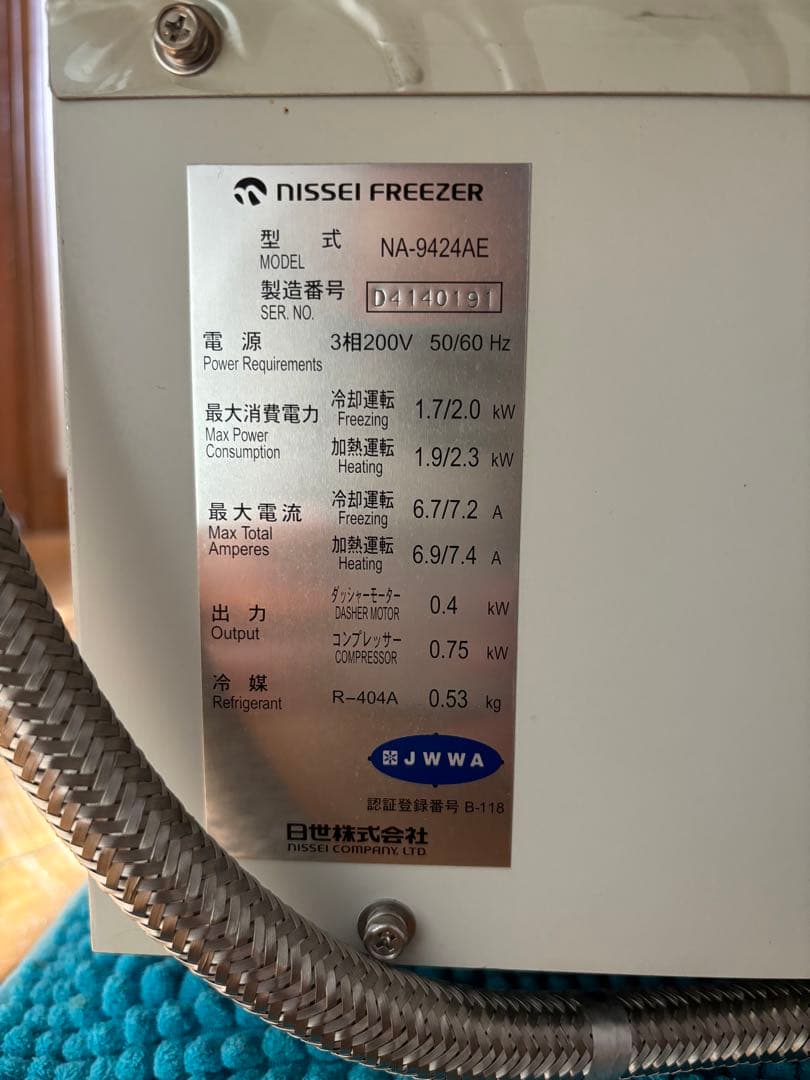 NISSEI FREEZER
型 式 NA-9424AE
MODEL
製造番号 D4140191
SER. NO.
電 源 3相200V 50/60 Hz
Power Requirements
最大消費電力 冷却運転 1.7/2.0 kW
Max Power Consumption Freezing
加熱運転 1.9/2.3 kW
Heating
最大電流 冷却運転 6.7/7.2 A
Max Total Amperes Freezing
加熱運転 6.9/7.4 A
Heating
出 力 ダッシャーモーター 0.4 kW
Output DASHER MOTOR
コンプレッサー 0.75 kW
COMPRESSOR
冷 媒 R-404A 0.53 kg
Refrigerant
JWWA
認証登録番号 B-118
日世株式会社
NISSEI COMPANY, LTD.